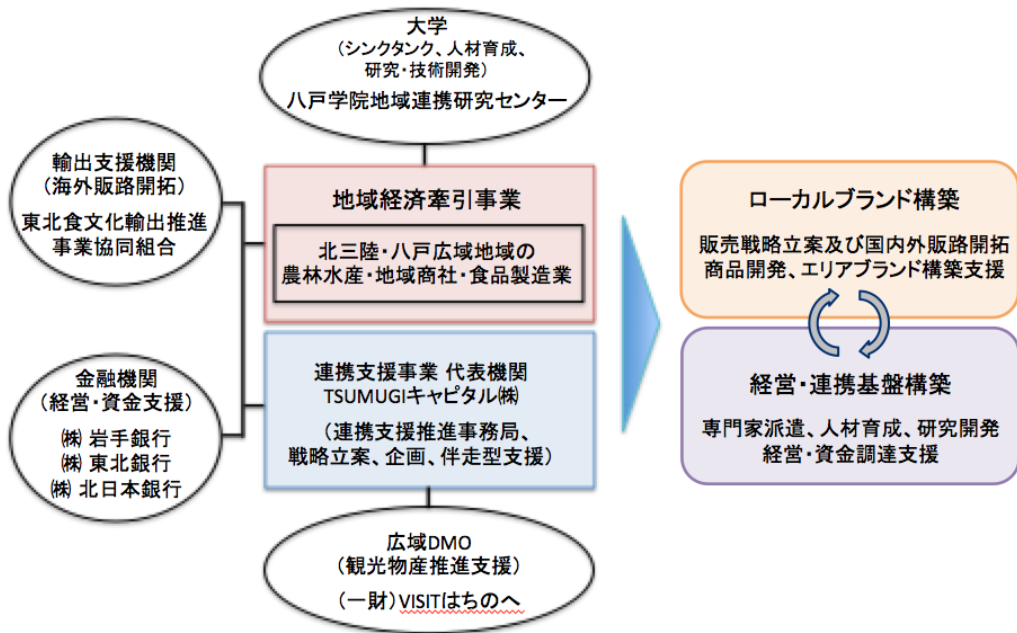 大学
(シンクタンク、人材育成、
研究・技術開発)
八戸学院地域連携研究センター
輸出支援機関
(海外販路開拓)
東北食文化輸出推進
事業協同組合
地域経済牽引事業
北三陸・八戸広域地域の
農林水産・地域商社・食品製造業
金融機関
(経営・資金支援)
㈱ 岩手銀行
㈱ 東北銀行
㈱ 北日本銀行
連携支援事業 代表機関
TSUMUGIキャピタル㈱
(連携支援推進事務局、
戦略立案、企画、伴走型支援)
広域DMO
(観光物産推進支援)
(一財)VISITはちのへ
ローカルブランド構築
販売戦略立案及び国内外販路開拓
商品開発、エリアブランド構築支援
経営・連携基盤構築
専門家派遣、人材育成、研究開発
経営・資金調達支援